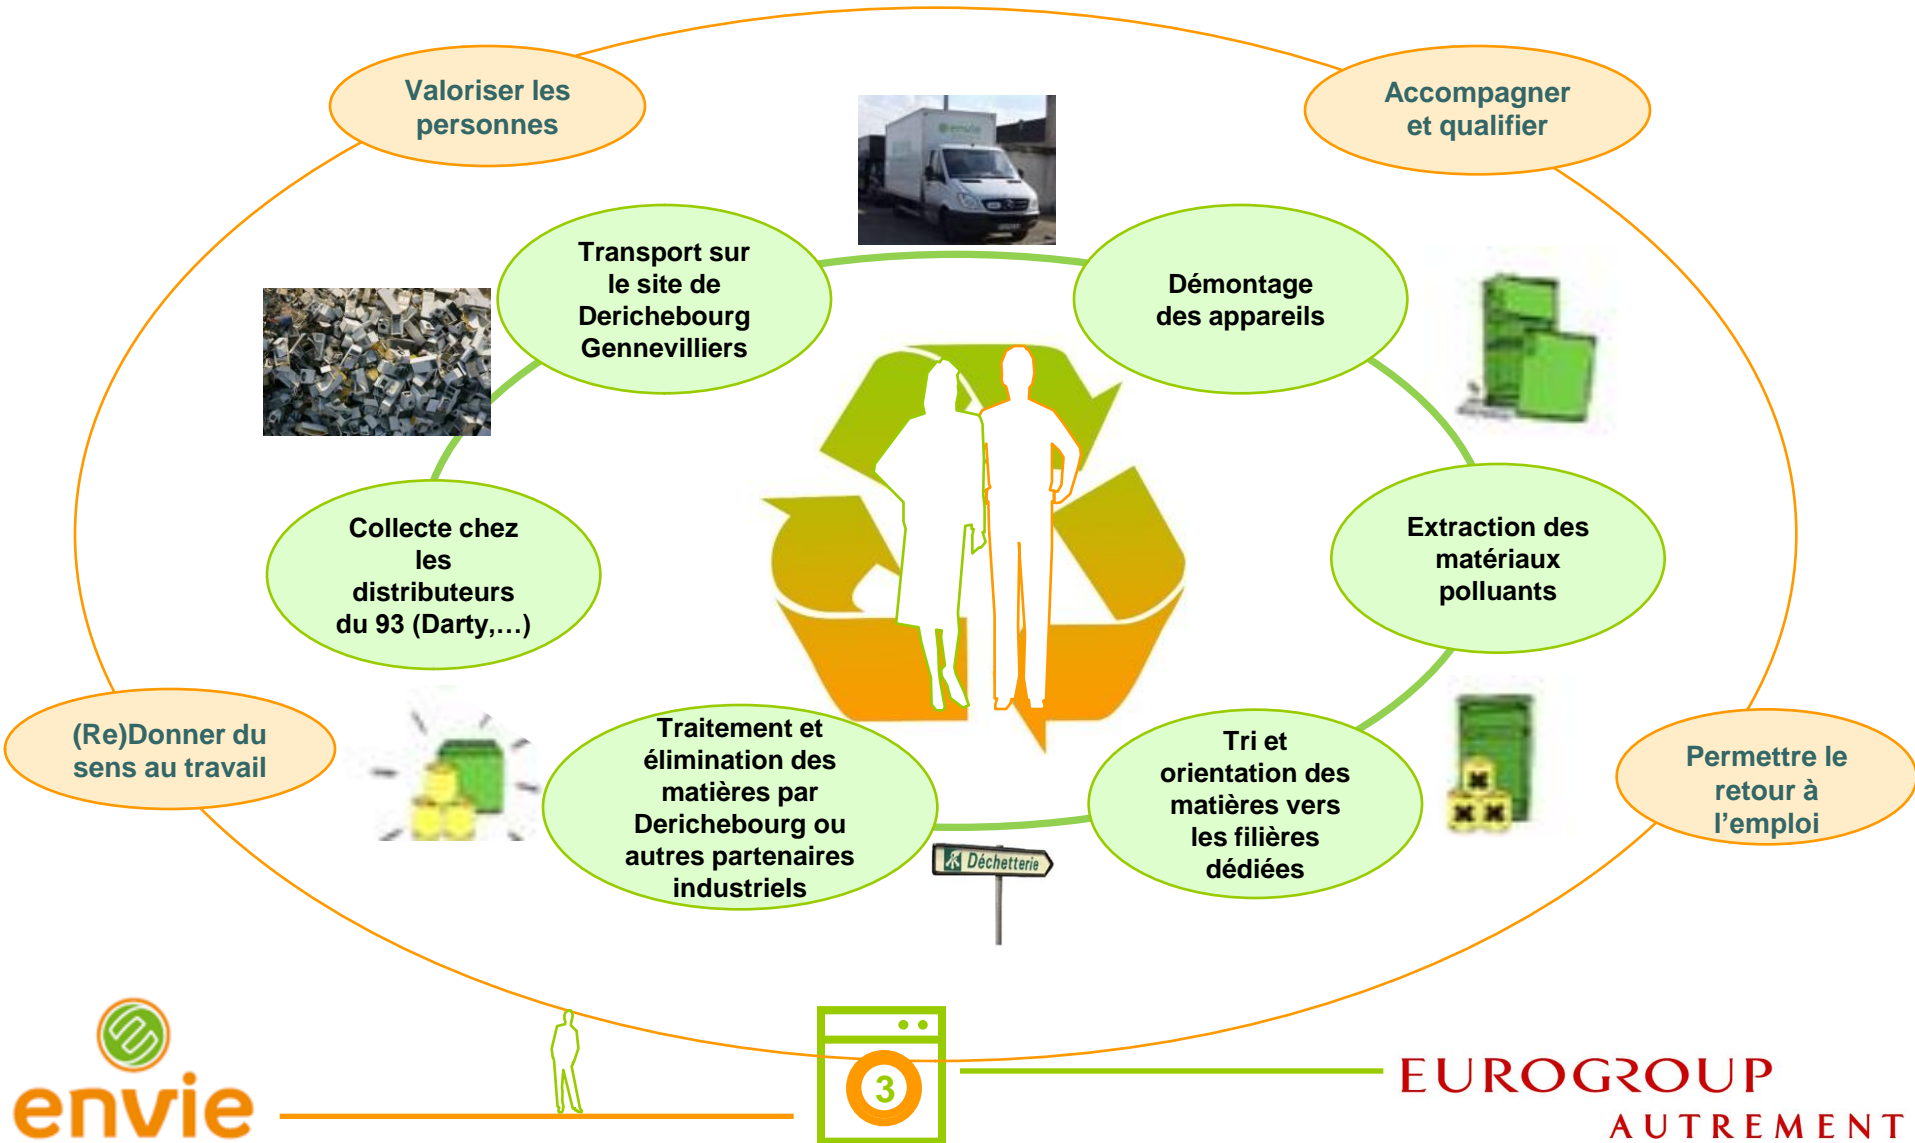 Valoriser les
personnes
Accompagner
et qualifier
envie
Transport sur
le site de
Derichebourg
Gennevilliers
Démontage
des appareils
Collecte chez
les
distributeurs
du 93 (Darty,…)
Extraction des
matériaux
polluants
(Re)Donner du
sens au travail
Traitement et
élimination des
matières par
Derichebourg ou
autres partenaires
industriels
Tri et
orientation des
matières vers
les filières
dédiées
Permettre le
retour à
l’emploi
Déchetterie
envie
3
EUROGROUP
AUTREMENT